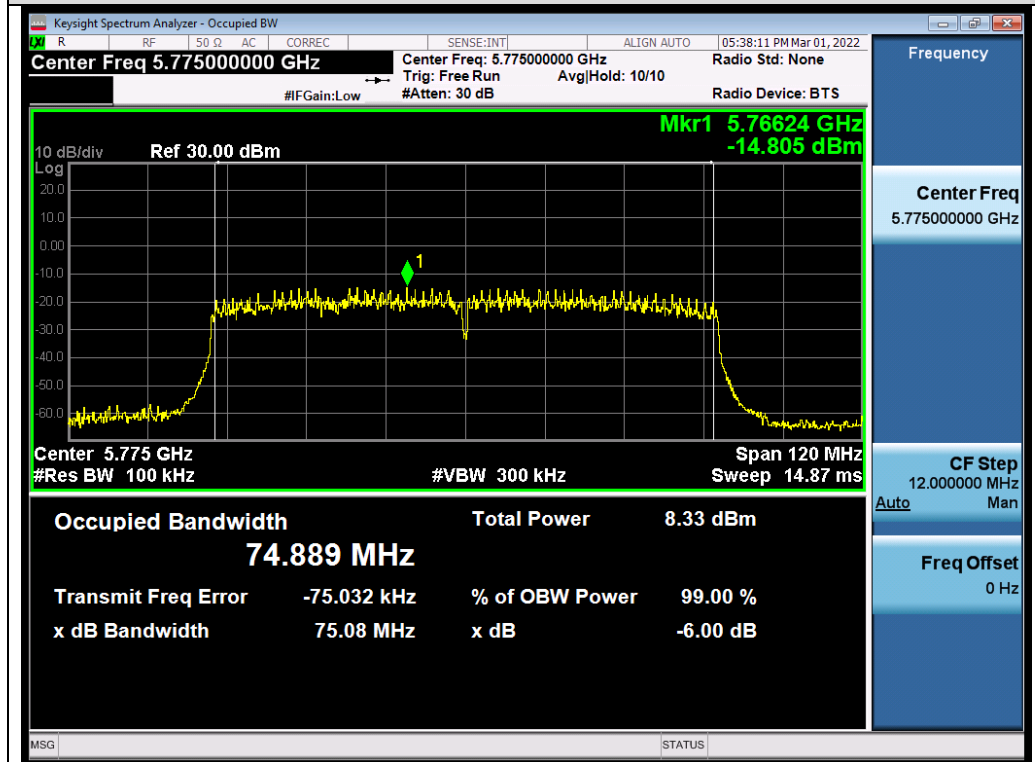 Keysight Spectrum Analyzer - Occupied BW
LXI R RF 50 Ω AC CORREC SENSE:INT ALIGN AUTO 05:38:11 PM Mar 01, 2022
Center Freq 5.775000000 GHz
Center Freq: 5.775000000 GHz Radio Std: None
Trig: Free Run Avg|Hold: 10/10
#IFGain:Low #Atten: 30 dB Radio Device: BTS
Frequency
Mkr1 5.76624 GHz
-14.805 dBm
10 dB/div Ref 30.00 dBm
Log
20.0
10.0
0.00
-10.0
-20.0
-30.0
-40.0
-50.0
-60.0
1
Center 5.775 GHz Span 120 MHz
#Res BW 100 kHz #VBW 300 kHz Sweep 14.87 ms
Occupied Bandwidth Total Power 8.33 dBm
74.889 MHz
Transmit Freq Error -75.032 kHz % of OBW Power 99.00 %
x dB Bandwidth 75.08 MHz x dB -6.00 dB
Center Freq
5.775000000 GHz
CF Step
12.000000 MHz
Auto Man
Freq Offset
0 Hz
MSG STATUS